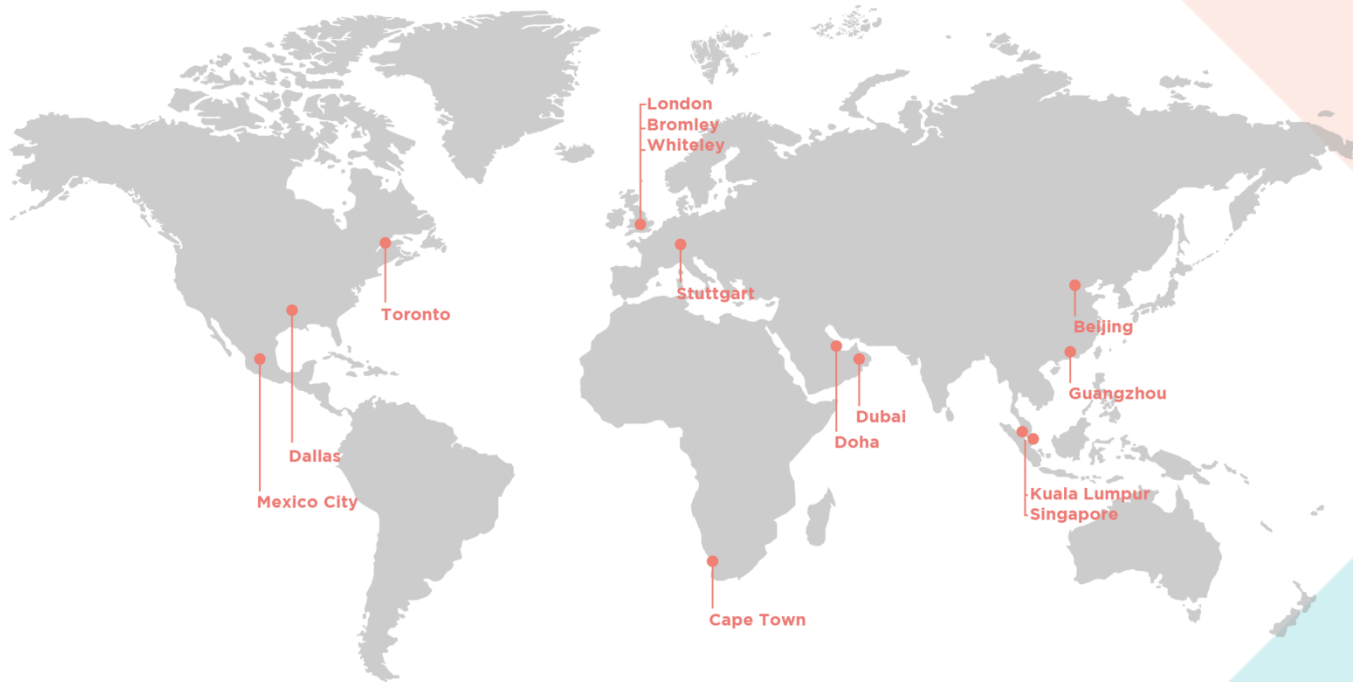 London
Bromley
Whiteley
Stuttgart
Toronto
Beijing
Guangzhou
Dubai
Doha
Dallas
Mexico City
Kuala Lumpur
Singapore
Cape Town